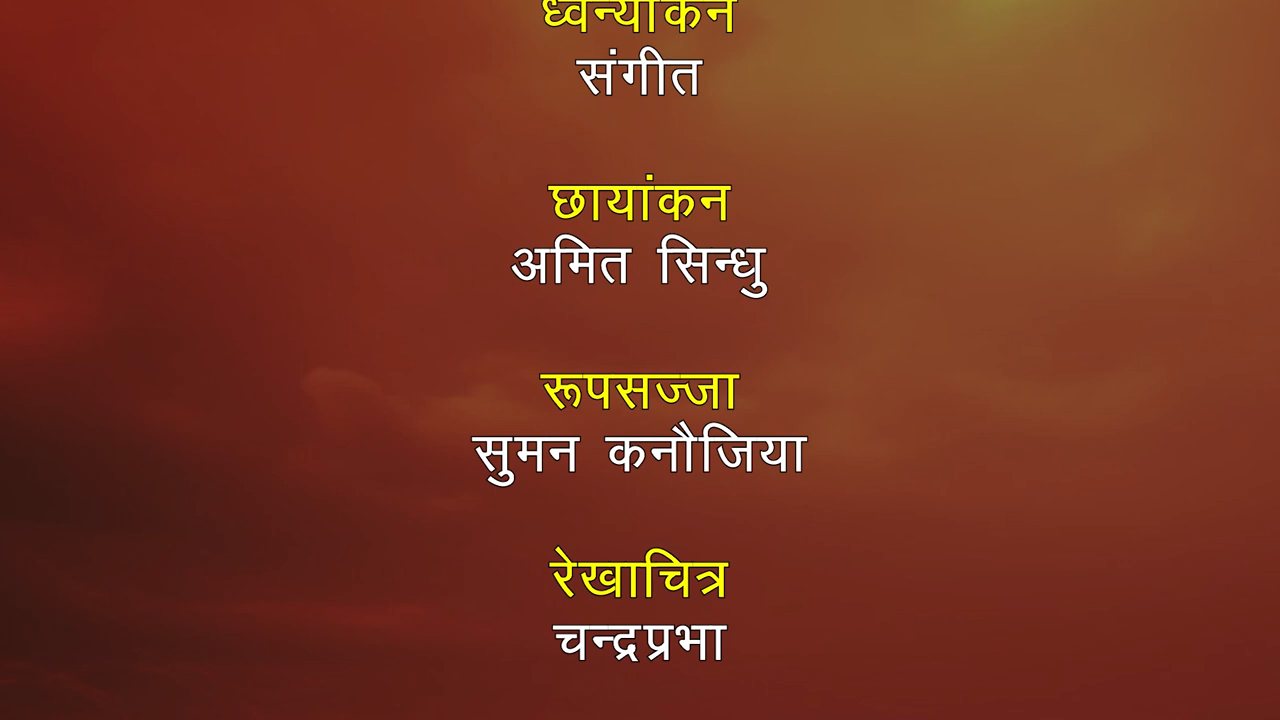 ध्वन्यांकन
संगीत
छायांकन
अमित सिन्धु
रूपसज्जा
सुमन कनौजिया
रेखाचित्र
चन्द्रप्रभा